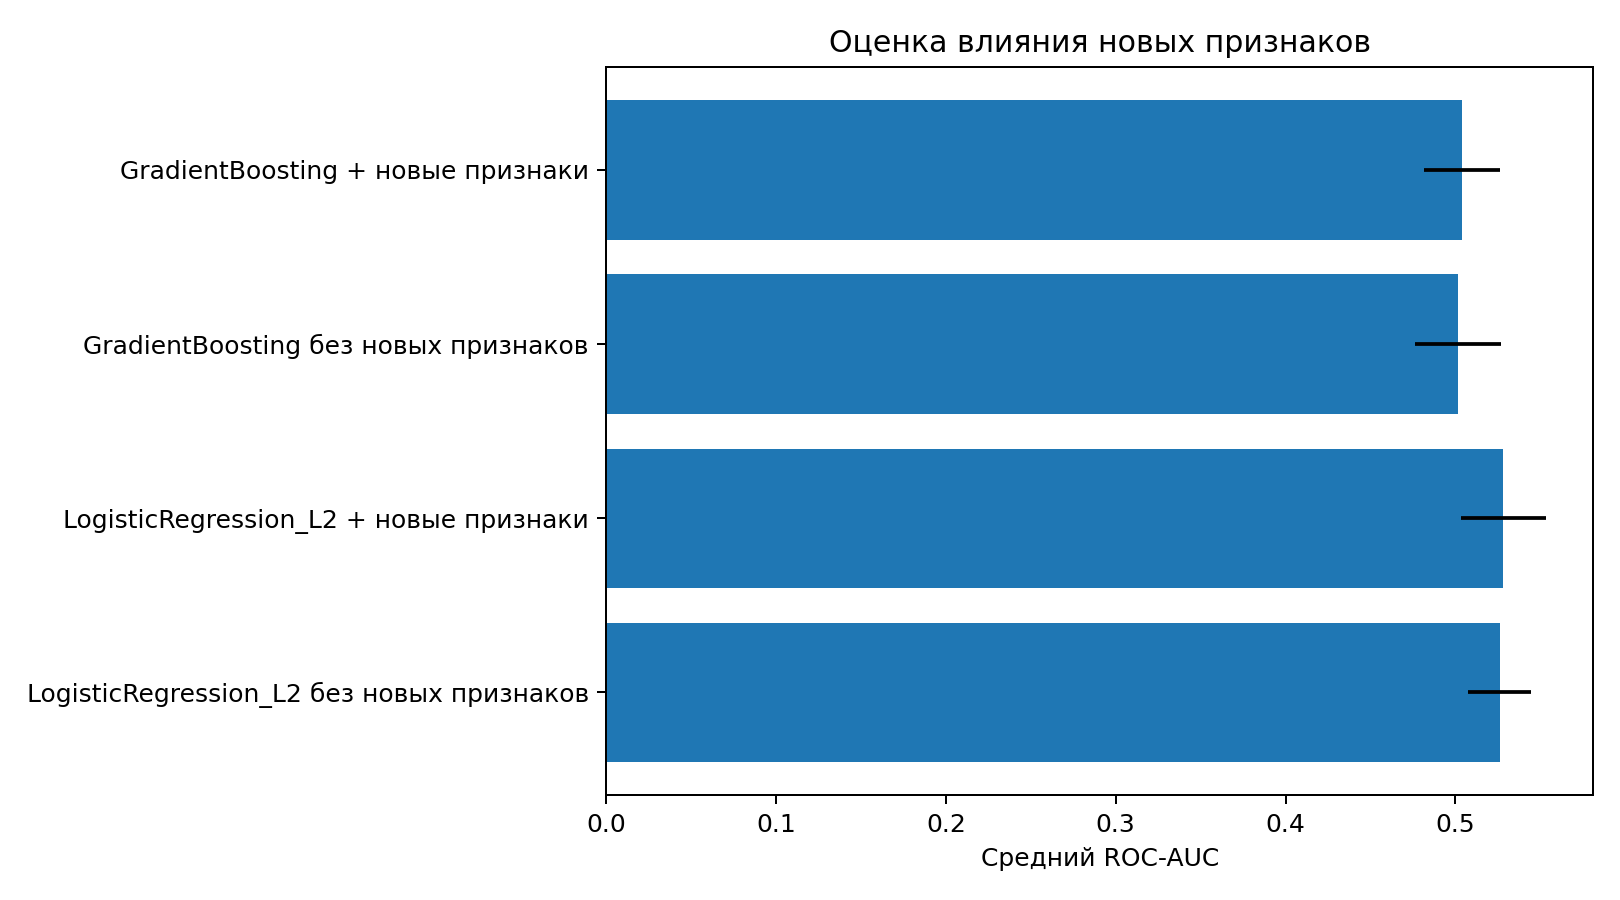 Оценка влияния новых признаков
GradientBoosting + новые признаки
GradientBoosting без новых признаков
LogisticRegression_L2 + новые признаки
LogisticRegression_L2 без новых признаков
0.0 0.1 0.2 0.3 0.4 0.5
Средний ROC-AUC